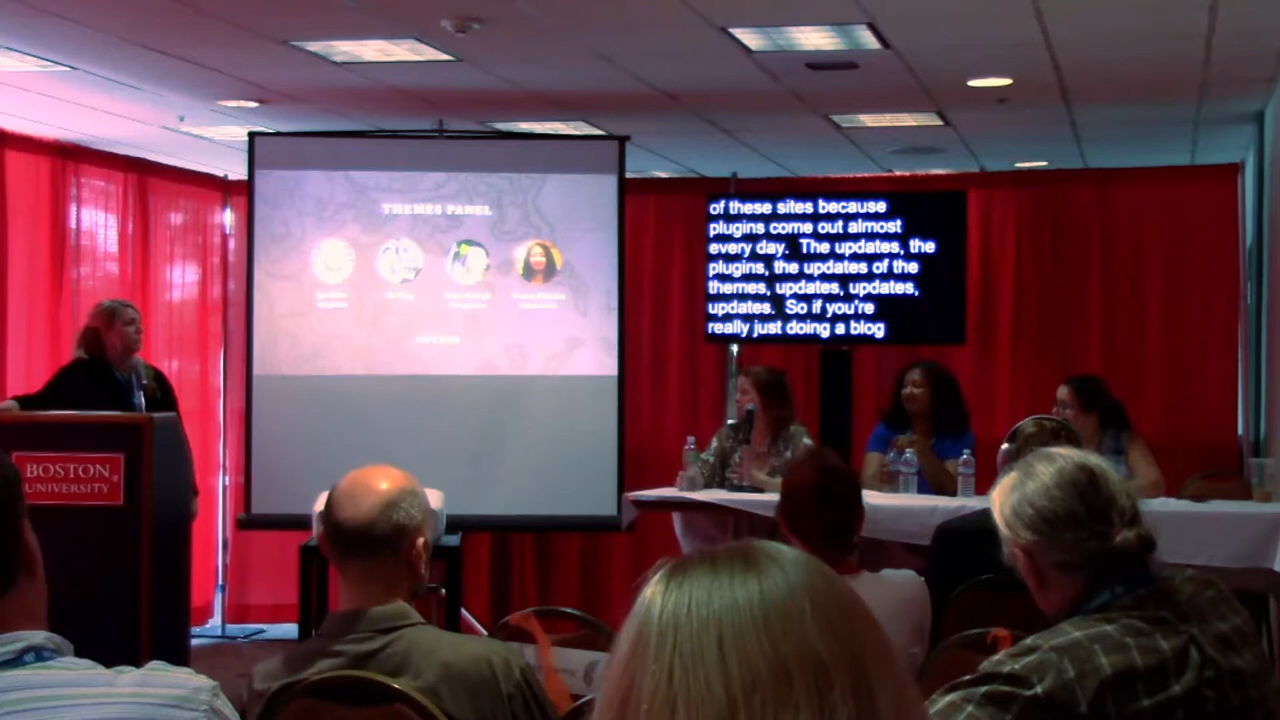 THEMES PANEL
of these sites because
plugins come out almost
every day.  The updates, the
plugins, the updates of the
themes, updates, updates,
updates.  So if you're
really just doing a blog
BOSTON
UNIVERSITY